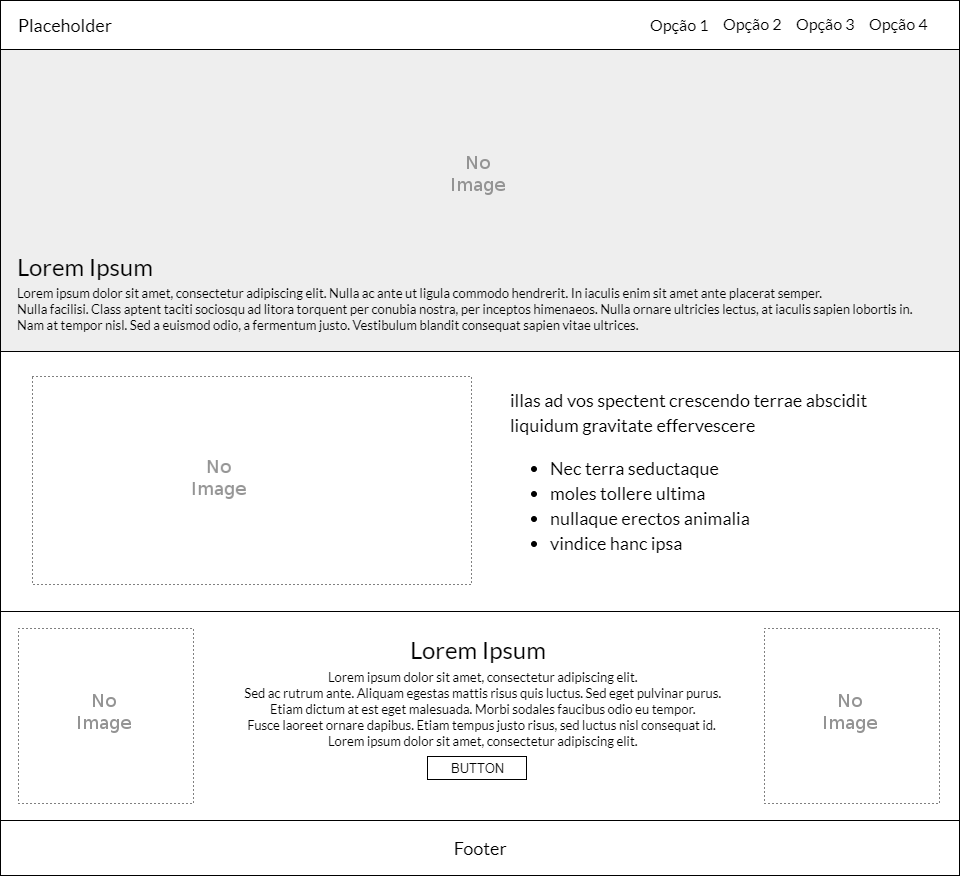 Placeholder
Opção 1 Opção 2 Opção 3 Opção 4
No
Image
Lorem Ipsum
Lorem ipsum dolor sit amet, consectetur adipiscing elit. Nulla ac ante ut ligula commodo hendrerit. In iaculis enim sit amet ante placerat semper.
Nulla facilisi. Class aptent taciti sociosqu ad litora torquent per conubia nostra, per inceptos himenaeos. Nulla ornare ultricies lectus, at iaculis sapien lobortis in.
Nam at tempor nisl. Sed a euismod odio, a fermentum justo. Vestibulum blandit consequat sapien vitae ultrices.
No
Image
illas ad vos spectent crescendo terrae abscidit
liquidum gravitate effervescere
• Nec terra seductaque
• moles tollere ultima
• nullaque erectos animalia
• vindice hanc ipsa
No
Image
Lorem Ipsum
Lorem ipsum dolor sit amet, consectetur adipiscing elit.
Sed ac rutrum ante. Aliquam egestas mattis risus quis luctus. Sed eget pulvinar purus.
Etiam dictum at est eget malesuada. Morbi sodales faucibus odio eu tempor.
Fusce laoreet ornare dapibus. Etiam tempus justo risus, sed luctus nisl consequat id.
Lorem ipsum dolor sit amet, consectetur adipiscing elit.
BUTTON
No
Image
Footer